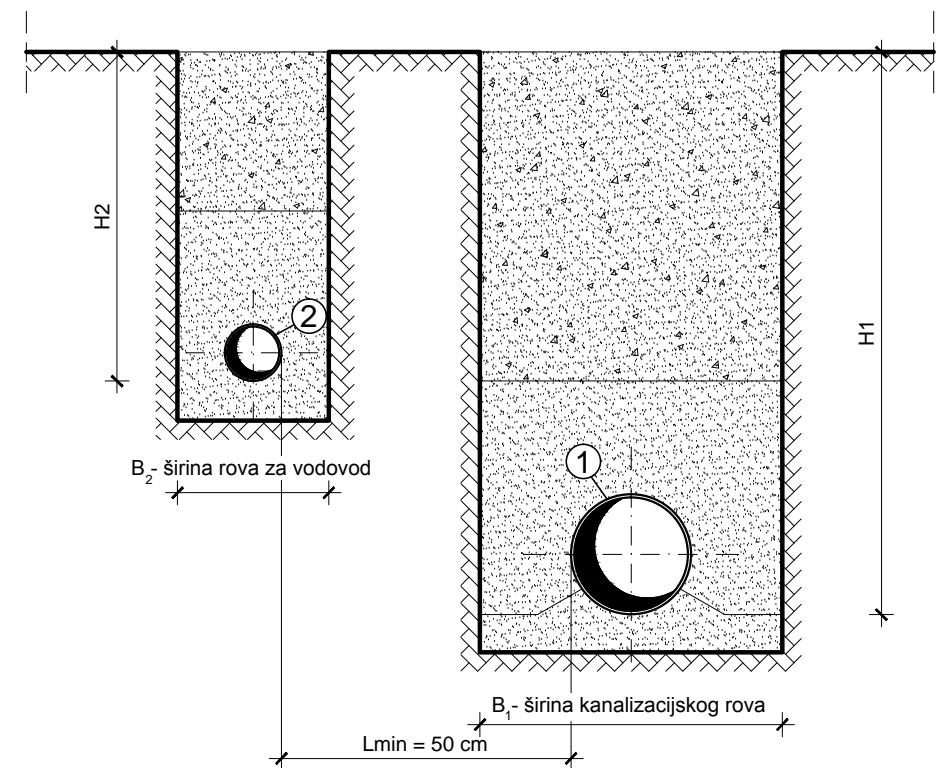 H2
2
H1
B2- širina rova za vodovod
1
B1- širina kanalizacijskog rova
Lmin = 50 cm